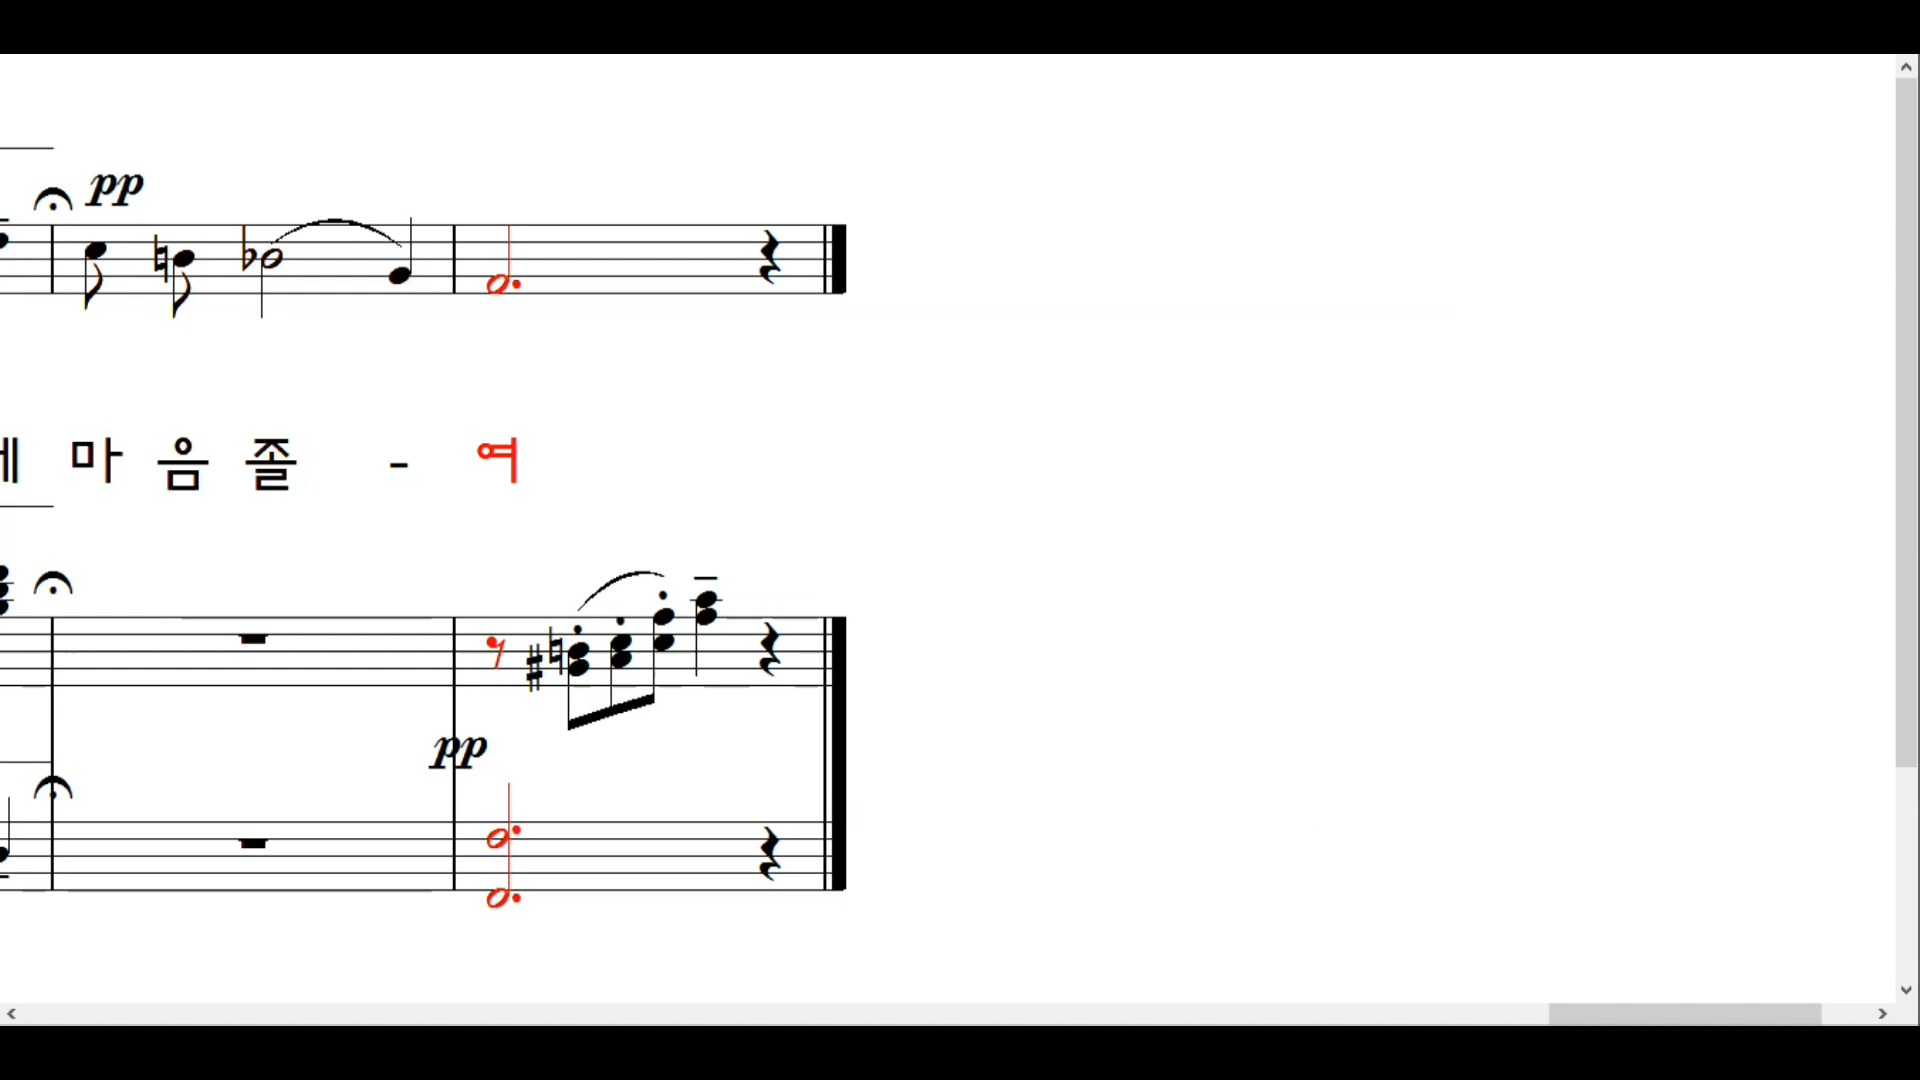 pp
마 음 졸 - 여
pp